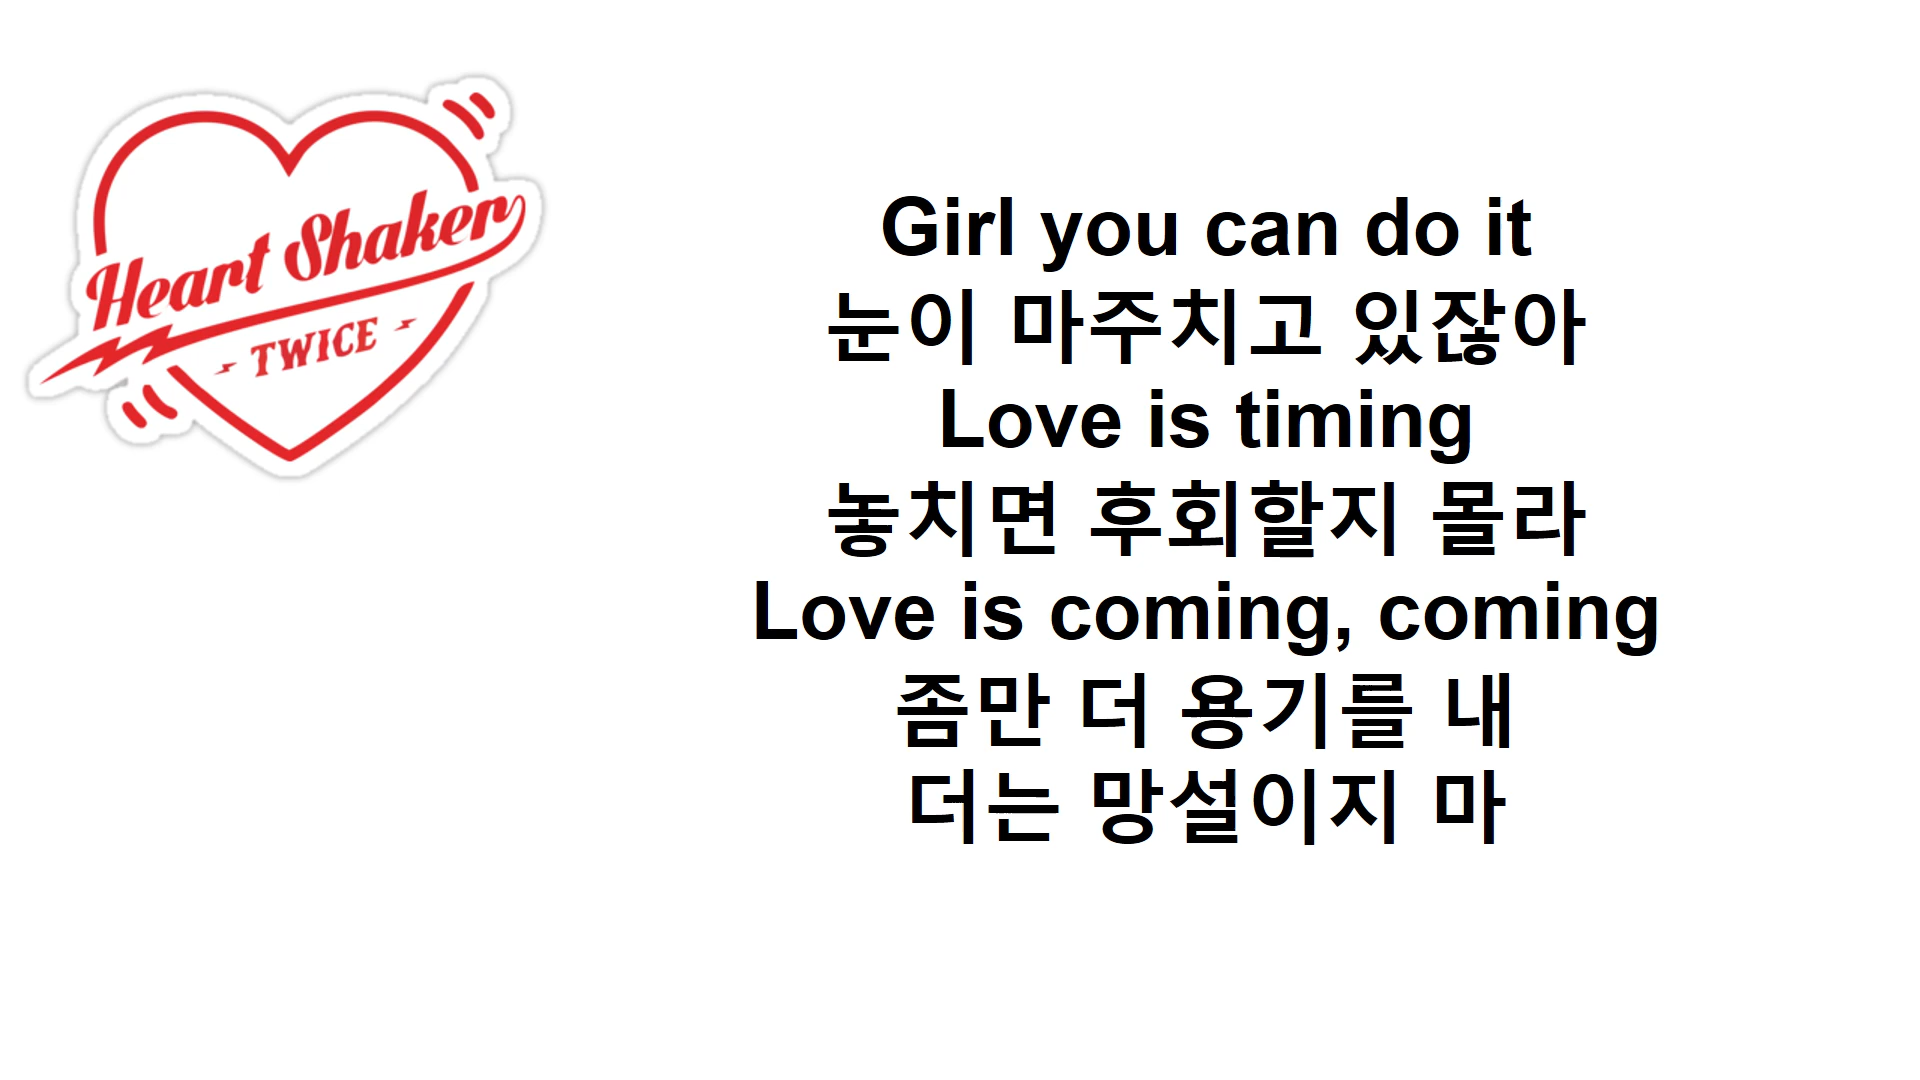 Heart Shaker
- TWICE -
Girl you can do it
눈이 마주치고 있잖아
Love is timing
놓치면 후회할지 몰라
Love is coming, coming
좀만 더 용기를 내
더는 망설이지 마